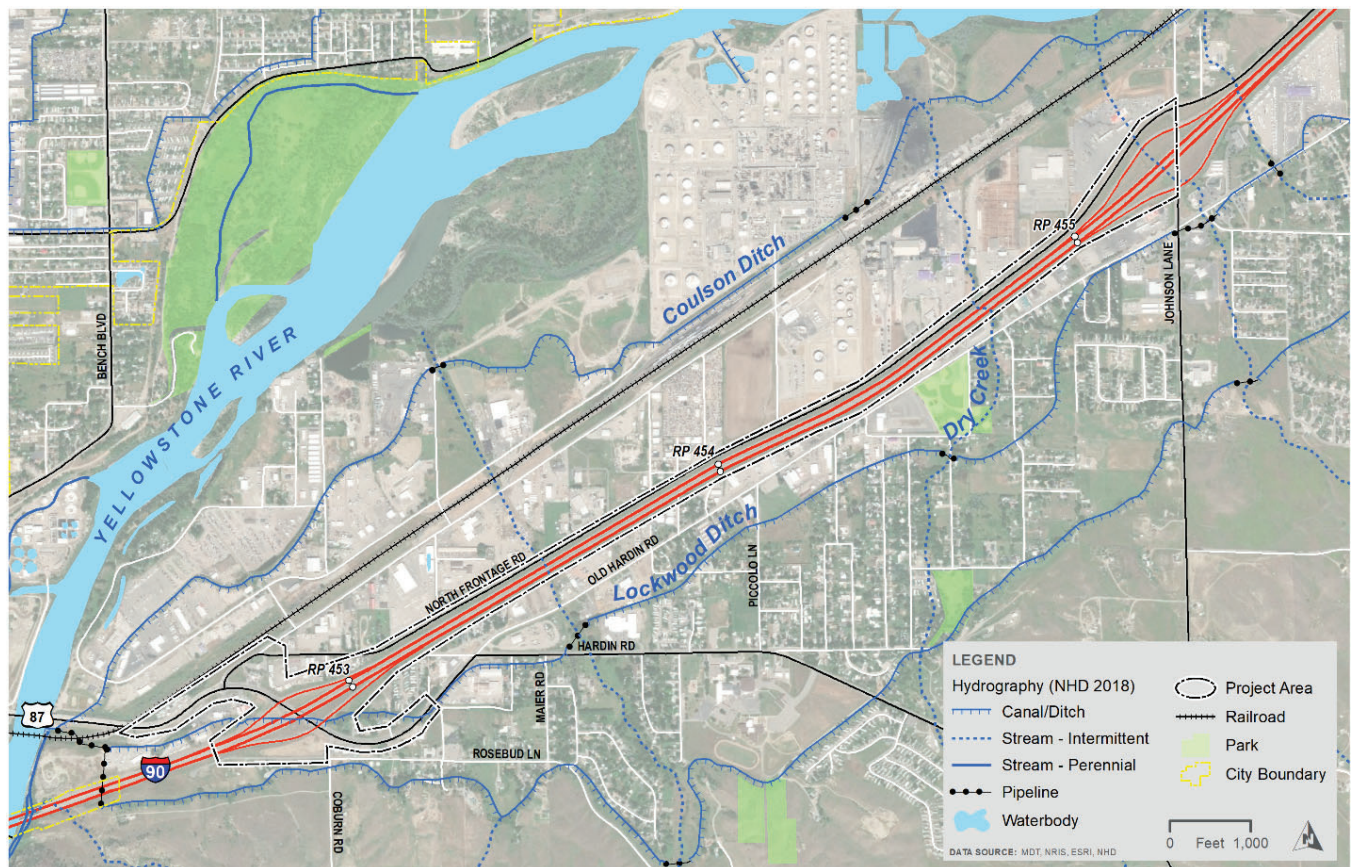 BENCH BLVD
YELLOWSTONE RIVER
Coulson Ditch
RP 455
JOHNSON LANE
Dry Creek
RP 454
Lockwood Ditch
NORTH FRONTAGE RD
OLD HARDIN RD
PICCOLO LN
HARDIN RD
RP 453
MAIER RD
ROSEBUD LN
COBURN RD
87
90
LEGEND
Hydrography (NHD 2018)
Canal/Ditch
Stream - Intermittent
Stream - Perennial
Pipeline
Waterbody
Project Area
Railroad
Park
City Boundary
0 Feet 1,000
N
DATA SOURCE: MDT, NRIS, ESRI, NHD